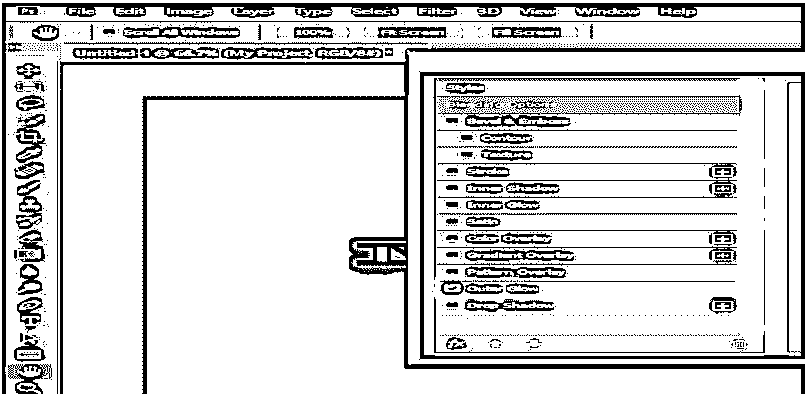 Ps File Edit Image Layer Type Select Filter 3D View Window Help
Scroll All Windows 100% Fit Screen Fill Screen
Untitled-1 @ 66.7% (My Project, RGB/8#)
Styles
Blending Options
Bevel & Emboss
Contour
Texture
Stroke
Inner Shadow
Inner Glow
Satin
Color Overlay
Gradient Overlay
Pattern Overlay
Outer Glow
Drop Shadow
fx